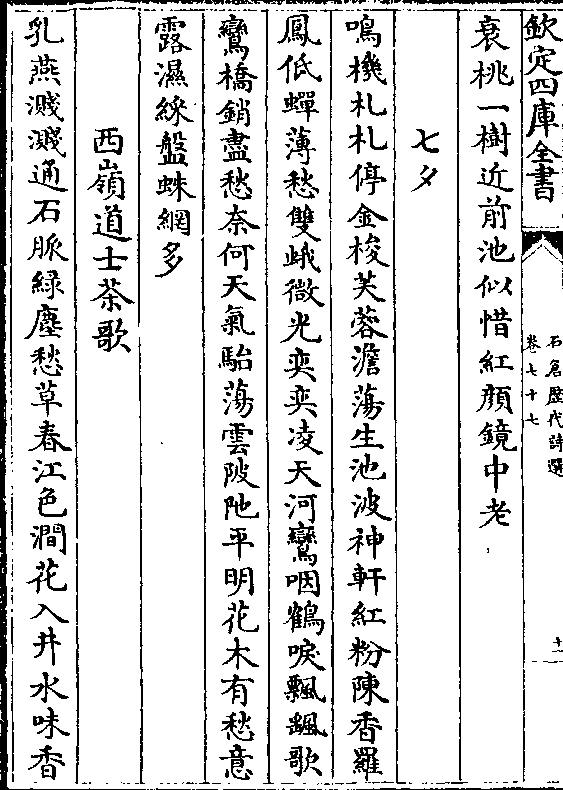 欽定四庫全書
石倉歷代詩選
卷七十七
十一
衰桃一樹近前池似惜紅顏鏡中老
七夕
鳴機札札停金梭芙蓉澹蕩生池波神軒紅粉陳香羅
鳳低蟬薄愁雙蛾微光奕奕凌天河鸞咽鶴唳飄颻歌
鸞橋銷盡愁奈何天氣駘蕩雲陂陁平明花木有愁意
露濕綵盤蛛網多
西嶺道士茶歌
乳燕濺濺通石脈緑塵愁草春江色澗花入井水味香